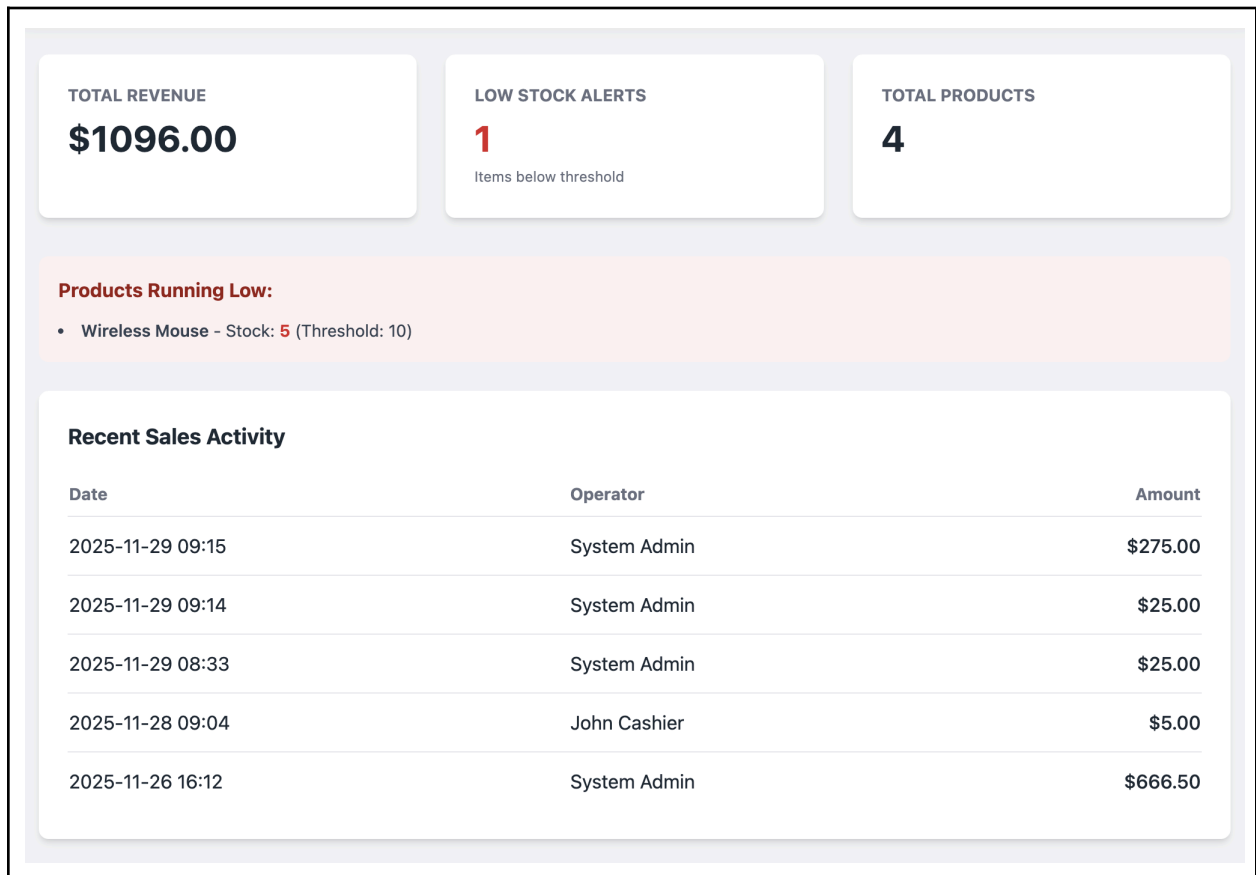 TOTAL REVENUE
$1096.00
LOW STOCK ALERTS
1
Items below threshold
TOTAL PRODUCTS
4
Products Running Low:
• Wireless Mouse - Stock: 5 (Threshold: 10)
Recent Sales Activity
Date Operator Amount
2025-11-29 09:15 System Admin $275.00
2025-11-29 09:14 System Admin $25.00
2025-11-29 08:33 System Admin $25.00
2025-11-28 09:04 John Cashier $5.00
2025-11-26 16:12 System Admin $666.50